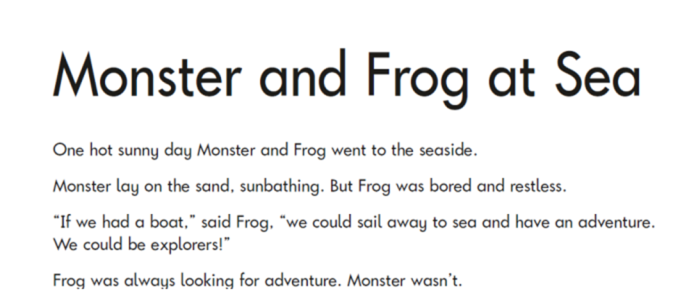 Monster and Frog at Sea
One hot sunny day Monster and Frog went to the seaside.
Monster lay on the sand, sunbathing. But Frog was bored and restless.
“If we had a boat,” said Frog, “we could sail away to sea and have an adventure.
We could be explorers!”
Frog was always looking for adventure. Monster wasn’t.